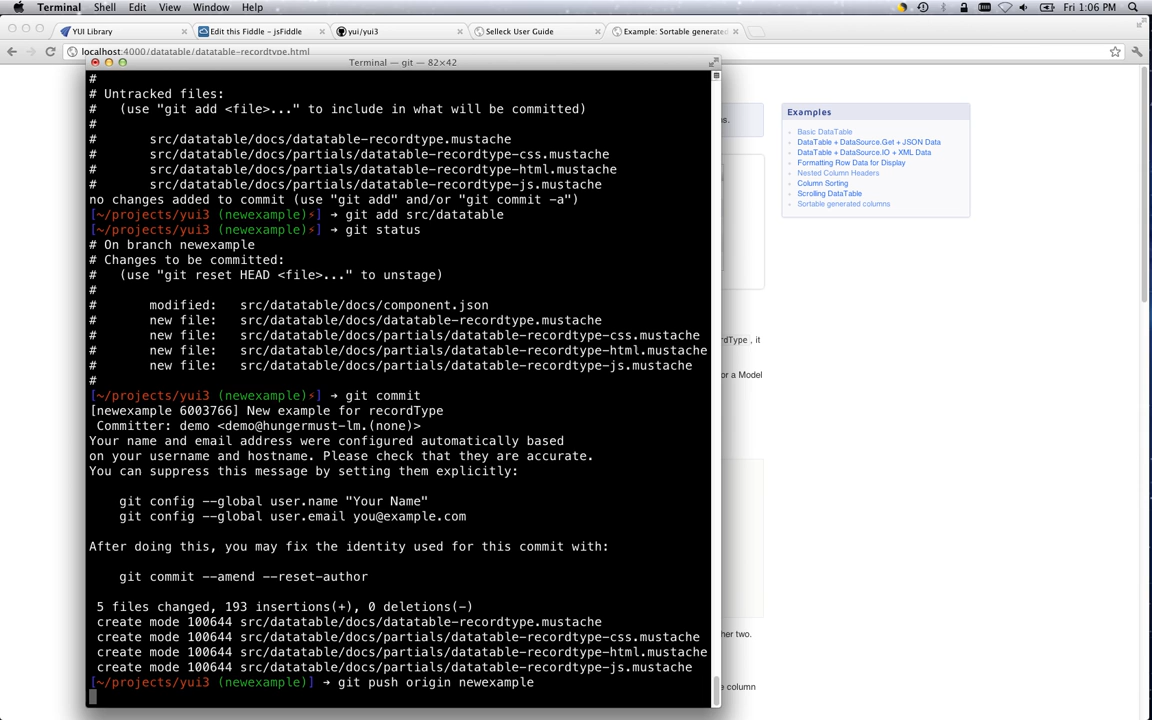 Terminal Shell Edit View Window Help Fri 1:06 PM
YUI Library Edit this Fiddle - jsFiddle yui/yui3 Selleck User Guide Example: Sortable generated
localhost:4000/datatable/datatable-recordtype.html
Terminal — git — 82×42
#
# Untracked files:
#   (use "git add <file>..." to include in what will be committed)
#
#       src/datatable/docs/datatable-recordtype.mustache
#       src/datatable/docs/partials/datatable-recordtype-css.mustache
#       src/datatable/docs/partials/datatable-recordtype-html.mustache
#       src/datatable/docs/partials/datatable-recordtype-js.mustache
no changes added to commit (use "git add" and/or "git commit -a")
[~/projects/yui3 (newexample)⚡] → git add src/datatable
[~/projects/yui3 (newexample)⚡] → git status
# On branch newexample
# Changes to be committed:
#   (use "git reset HEAD <file>..." to unstage)
#
#       modified:   src/datatable/docs/component.json
#       new file:   src/datatable/docs/datatable-recordtype.mustache
#       new file:   src/datatable/docs/partials/datatable-recordtype-css.mustache
#       new file:   src/datatable/docs/partials/datatable-recordtype-html.mustache
#       new file:   src/datatable/docs/partials/datatable-recordtype-js.mustache
#
[~/projects/yui3 (newexample)⚡] → git commit
[newexample 6003766] New example for recordType
 Committer: demo <demo@hungermust-lm.(none)>
Your name and email address were configured automatically based
on your username and hostname. Please check that they are accurate.
You can suppress this message by setting them explicitly:
    git config --global user.name "Your Name"
    git config --global user.email you@example.com
After doing this, you may fix the identity used for this commit with:
    git commit --amend --reset-author
 5 files changed, 193 insertions(+), 0 deletions(-)
 create mode 100644 src/datatable/docs/datatable-recordtype.mustache
 create mode 100644 src/datatable/docs/partials/datatable-recordtype-css.mustache
 create mode 100644 src/datatable/docs/partials/datatable-recordtype-html.mustache
 create mode 100644 src/datatable/docs/partials/datatable-recordtype-js.mustache
[~/projects/yui3 (newexample)] → git push origin newexample
Examples
Basic DataTable
DataTable + DataSource.Get + JSON Data
DataTable + DataSource.IO + XML Data
Formatting Row Data for Display
Nested Column Headers
Column Sorting
Scrolling DataTable
Sortable generated columns
rdType , it
or a Model
her two.
e column